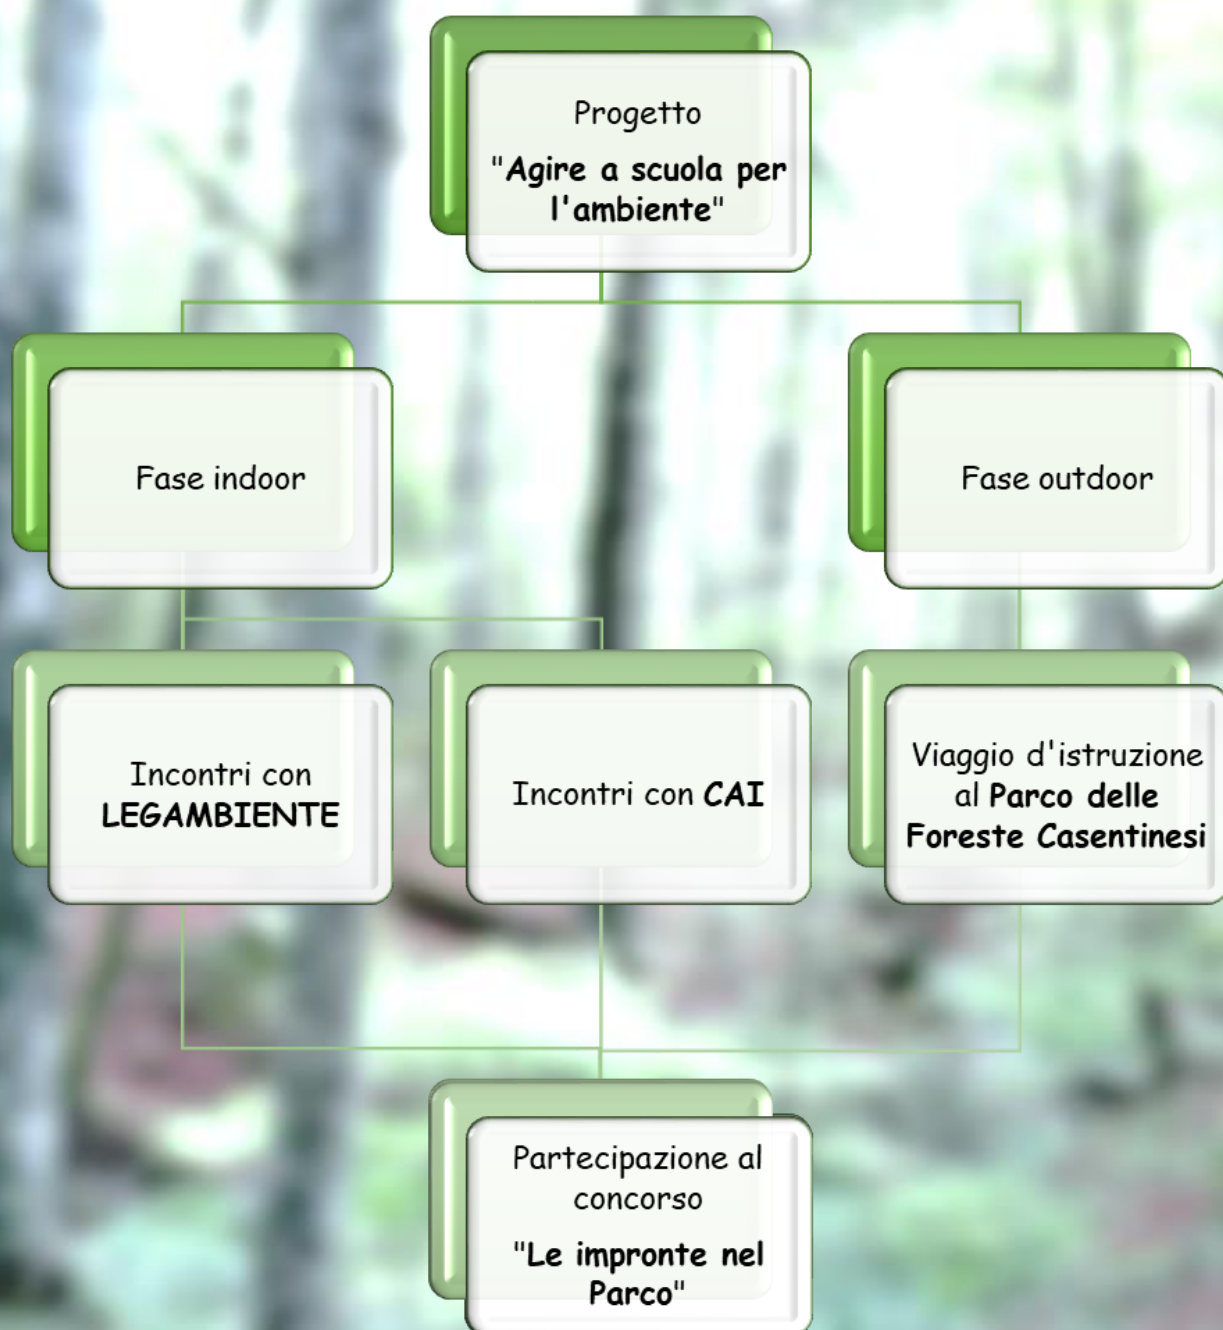 Progetto
"Agire a scuola per
l'ambiente"
Fase indoor
Fase outdoor
Incontri con
LEGAMBIENTE
Incontri con CAI
Viaggio d'istruzione
al Parco delle
Foreste Casentinesi
Partecipazione al
concorso
"Le impronte nel
Parco"